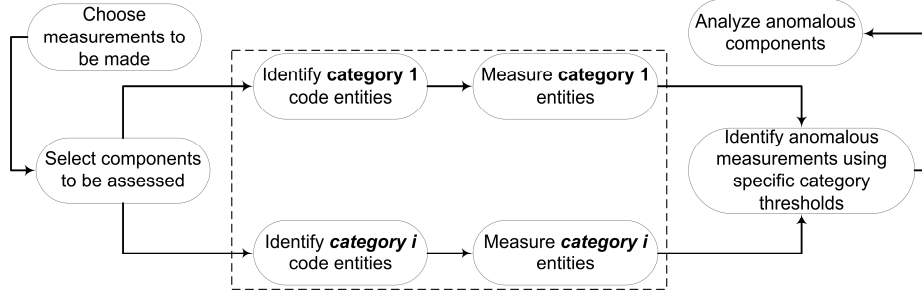 Choose
measurements to
be made
Select components
to be assessed
Identify category 1
code entities
Measure category 1
entities
Identify category i
code entities
Measure category i
entities
Identify anomalous
measurements using
specific category
thresholds
Analyze anomalous
components